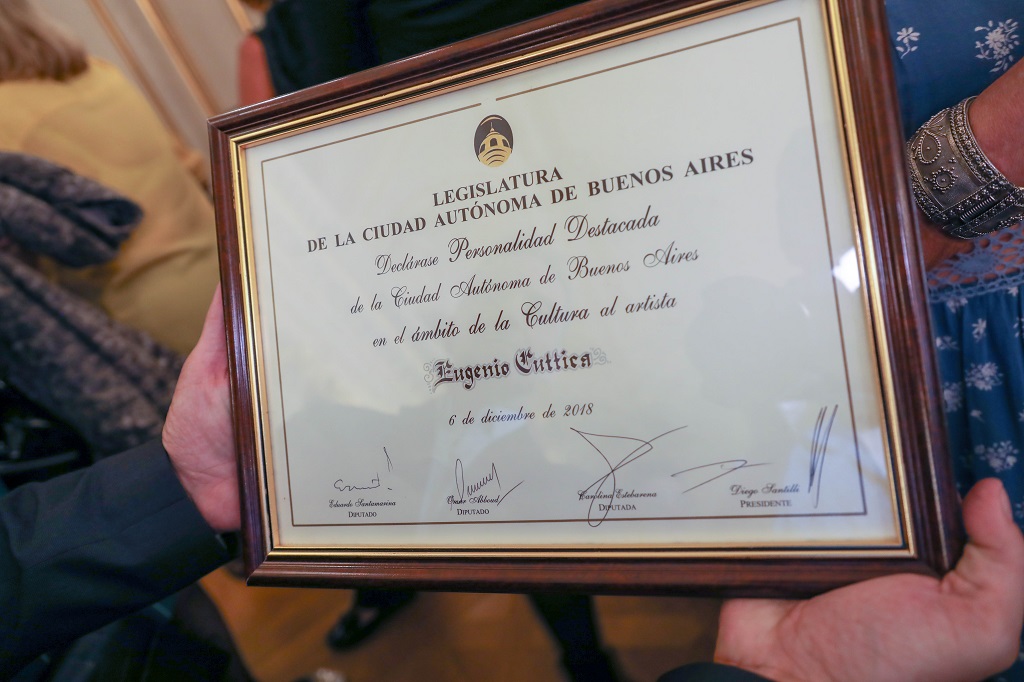 LEGISLATURA
DE LA CIUDAD AUTÓNOMA DE BUENOS AIRES
Declárase Personalidad Destacada
de la Ciudad Autónoma de Buenos Aires
en el ámbito de la Cultura al artista
Eugenio Cuttica
6 de diciembre de 2018
Eduardo Santamarina
DIPUTADO
Omar Abboud
DIPUTADO
Carolina Estebarena
DIPUTADA
Diego Santilli
PRESIDENTE